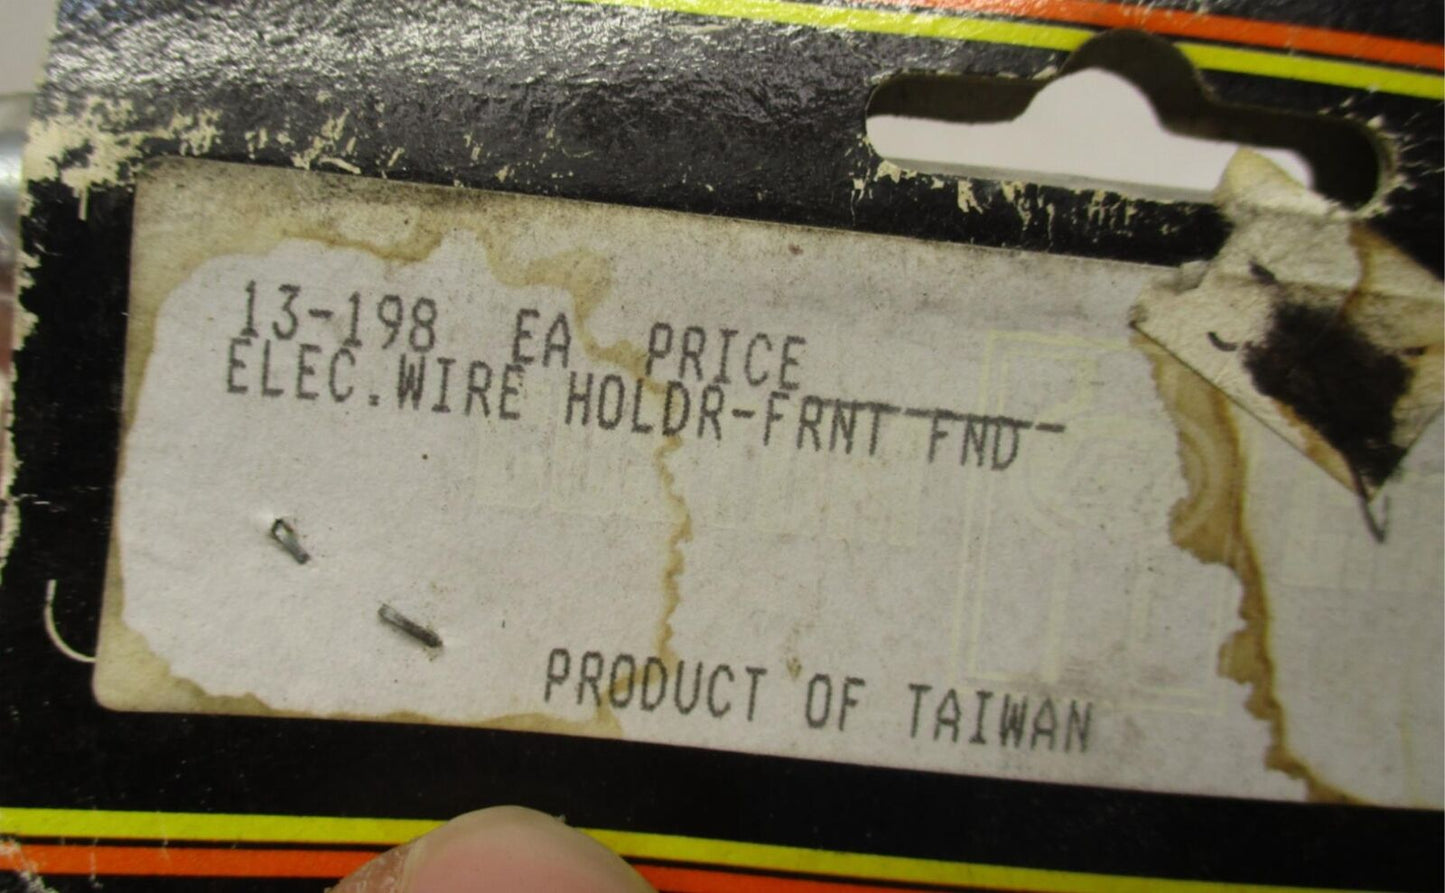 13-198 EA PRICE
ELEC.WIRE HOLDR-FRNT FND
PRODUCT OF TAIWAN